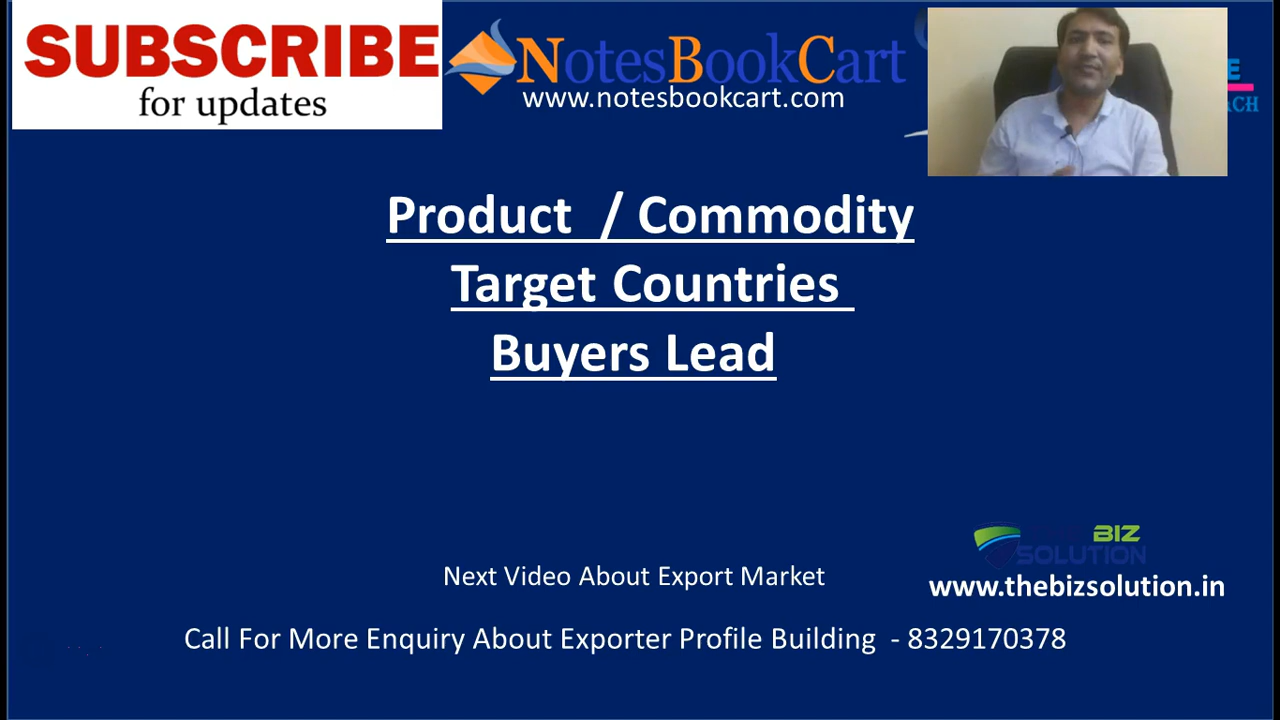 SUBSCRIBE
for updates
NotesBookCart
www.notesbookcart.com
Product / Commodity
Target Countries
Buyers Lead
BIZ
SOLUTION
www.thebizsolution.in
Next Video About Export Market
Call For More Enquiry About Exporter Profile Building - 8329170378